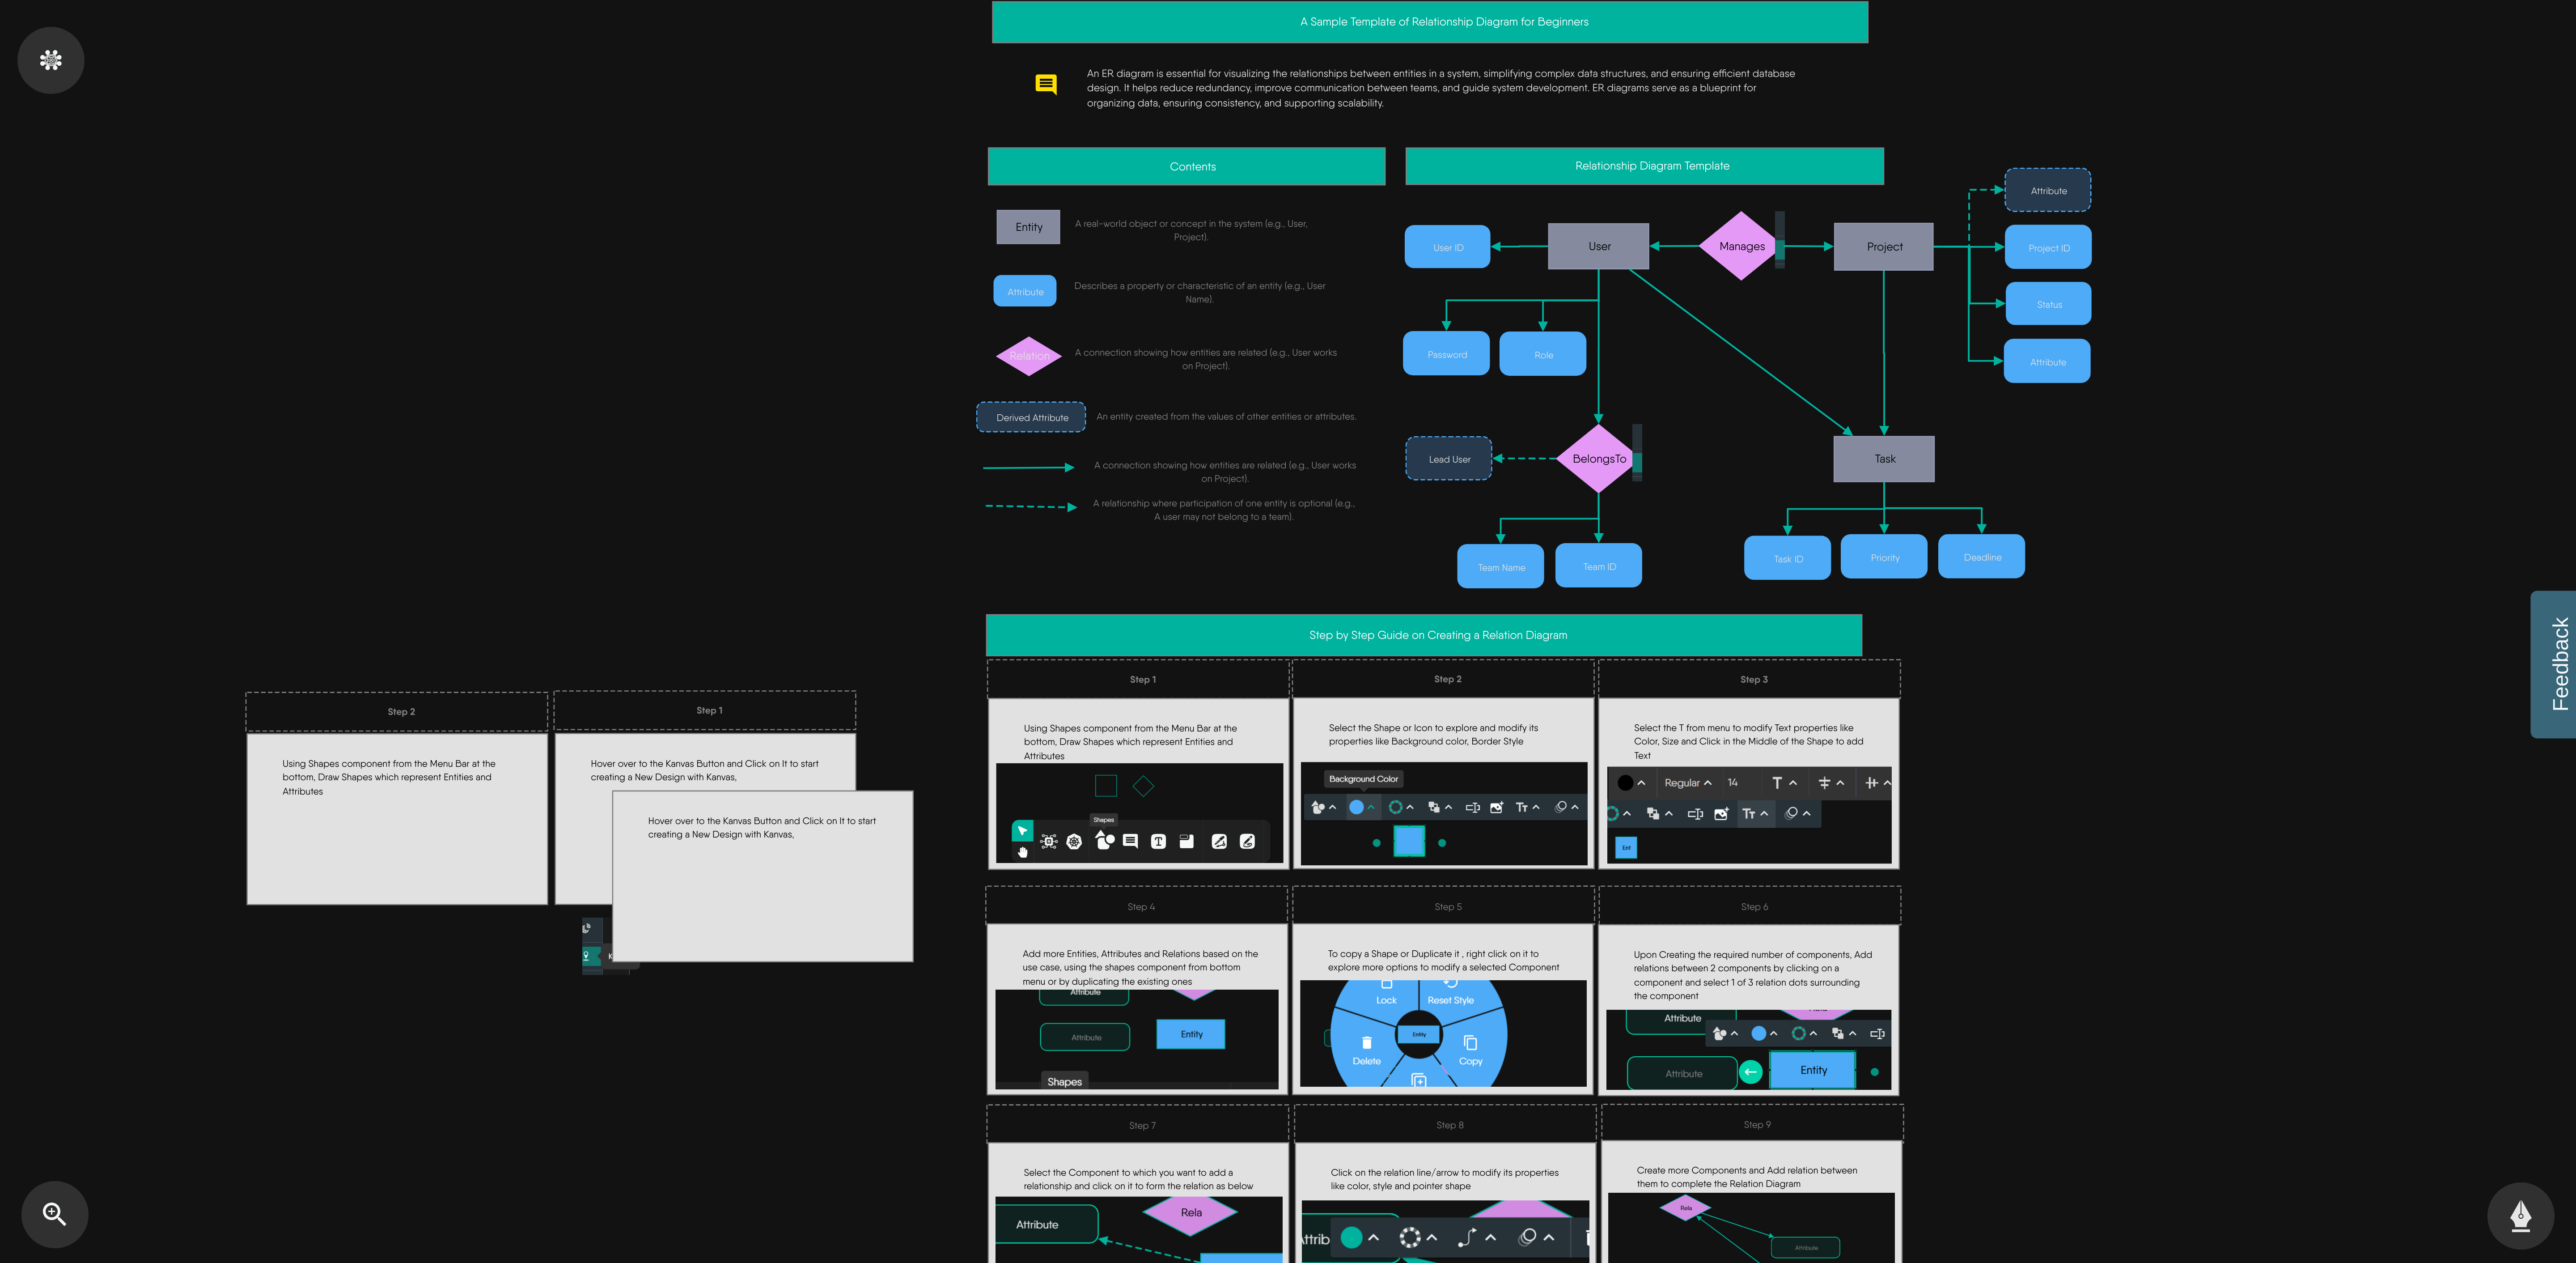 A Sample Template of Relationship Diagram for Beginners
An ER diagram is essential for visualizing the relationships between entities in a system, simplifying complex data structures, and ensuring efficient database
design. It helps reduce redundancy, improve communication between teams, and guide system development. ER diagrams serve as a blueprint for
organizing data, ensuring consistency, and supporting scalability.
Contents
Entity
A real-world object or concept in the system (e.g., User,
Project).
Attribute
Describes a property or characteristic of an entity (e.g., User
Name).
Relation
A connection showing how entities are related (e.g., User works
on Project).
Derived Attribute
An entity created from the values of other entities or attributes.
A connection showing how entities are related (e.g., User works
on Project).
A relationship where participation of one entity is optional (e.g.,
A user may not belong to a team).
Relationship Diagram Template
User ID
User
Manages
Project
Attribute
Project ID
Status
Attribute
Password
Role
Lead User
BelongsTo
Task
Team Name
Team ID
Task ID
Priority
Deadline
Feedback
Step 2
Using Shapes component from the Menu Bar at the
bottom, Draw Shapes which represent Entities and
Attributes
Step 1
Hover over to the Kanvas Button and Click on It to start
creating a New Design with Kanvas,
Hover over to the Kanvas Button and Click on It to start
creating a New Design with Kanvas,
K
Step by Step Guide on Creating a Relation Diagram
Step 1
Using Shapes component from the Menu Bar at the
bottom, Draw Shapes which represent Entities and
Attributes
Shapes
Step 2
Select the Shape or Icon to explore and modify its
properties like Background color, Border Style
Background Color
Step 3
Select the T from menu to modify Text properties like
Color, Size and Click in the Middle of the Shape to add
Text
Regular
14
Ent
Step 4
Add more Entities, Attributes and Relations based on the
use case, using the shapes component from bottom
menu or by duplicating the existing ones
Attribute
Attribute
Entity
Shapes
Step 5
To copy a Shape or Duplicate it , right click on it to
explore more options to modify a selected Component
Lock
Reset Style
Entity
Delete
Copy
Step 6
Upon Creating the required number of components, Add
relations between 2 components by clicking on a
component and select 1 of 3 relation dots surrounding
the component
Attribute
Attribute
Entity
Step 7
Select the Component to which you want to add a
relationship and click on it to form the relation as below
Attribute
Rela
Step 8
Click on the relation line/arrow to modify its properties
like color, style and pointer shape
Attrib
Step 9
Create more Components and Add relation between
them to complete the Relation Diagram
Rela
Attribute